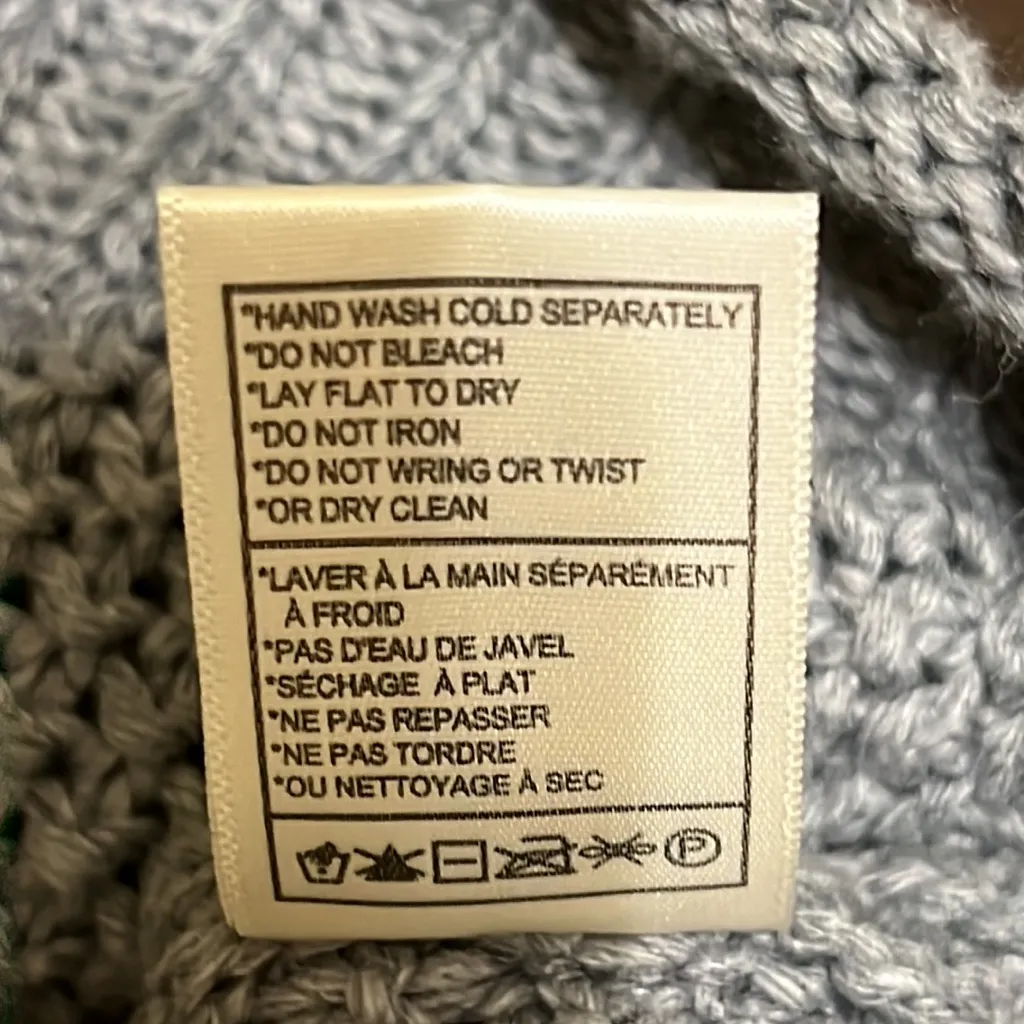 *HAND WASH COLD SEPARATELY
*DO NOT BLEACH
*LAY FLAT TO DRY
*DO NOT IRON
*DO NOT WRING OR TWIST
*OR DRY CLEAN
*LAVER À LA MAIN SÉPARÉMENT
À FROID
*PAS D'EAU DE JAVEL
*SÉCHAGE À PLAT
*NE PAS REPASSER
*NE PAS TORDRE
*OU NETTOYAGE À SEC
P